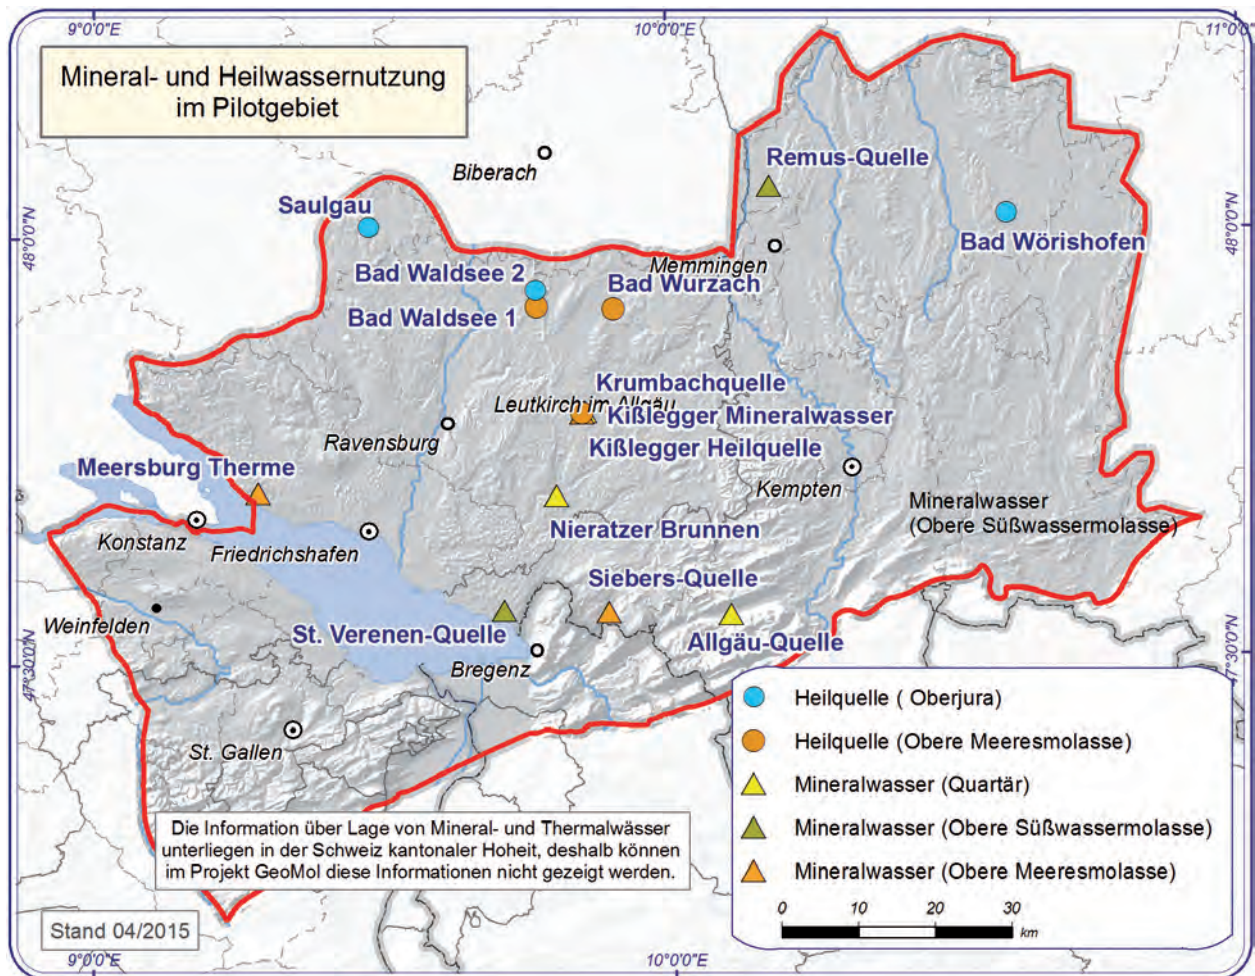 9°0'0"E
10°0'0"E
11°0'0"E
Mineral- und Heilwassernutzung
im Pilotgebiet
Biberach
Remus-Quelle
Saulgau
48°0'0"N
Bad Wörishofen
Memmingen
Bad Waldsee 2
Bad Wurzach
Bad Waldsee 1
Krumbachquelle
Leutkirch im Allgäu
Kißlegger Mineralwasser
Ravensburg
Kißlegger Heilquelle
Meersburg Therme
Kempten
Mineralwasser
(Obere Süßwassermolasse)
Konstanz
Friedrichshafen
Nieratzer Brunnen
Siebers-Quelle
Weinfelden
St. Verenen-Quelle
Allgäu-Quelle
Bregenz
47°30'0"N
St. Gallen
Heilquelle ( Oberjura)
Heilquelle (Obere Meeresmolasse)
Mineralwasser (Quartär)
Mineralwasser (Obere Süßwassermolasse)
Mineralwasser (Obere Meeresmolasse)
0 10 20 30
km
Die Information über Lage von Mineral- und Thermalwässer
unterliegen in der Schweiz kantonaler Hoheit, deshalb können
im Projekt GeoMol diese Informationen nicht gezeigt werden.
Stand 04/2015
9°0'0"E
10°0'0"E